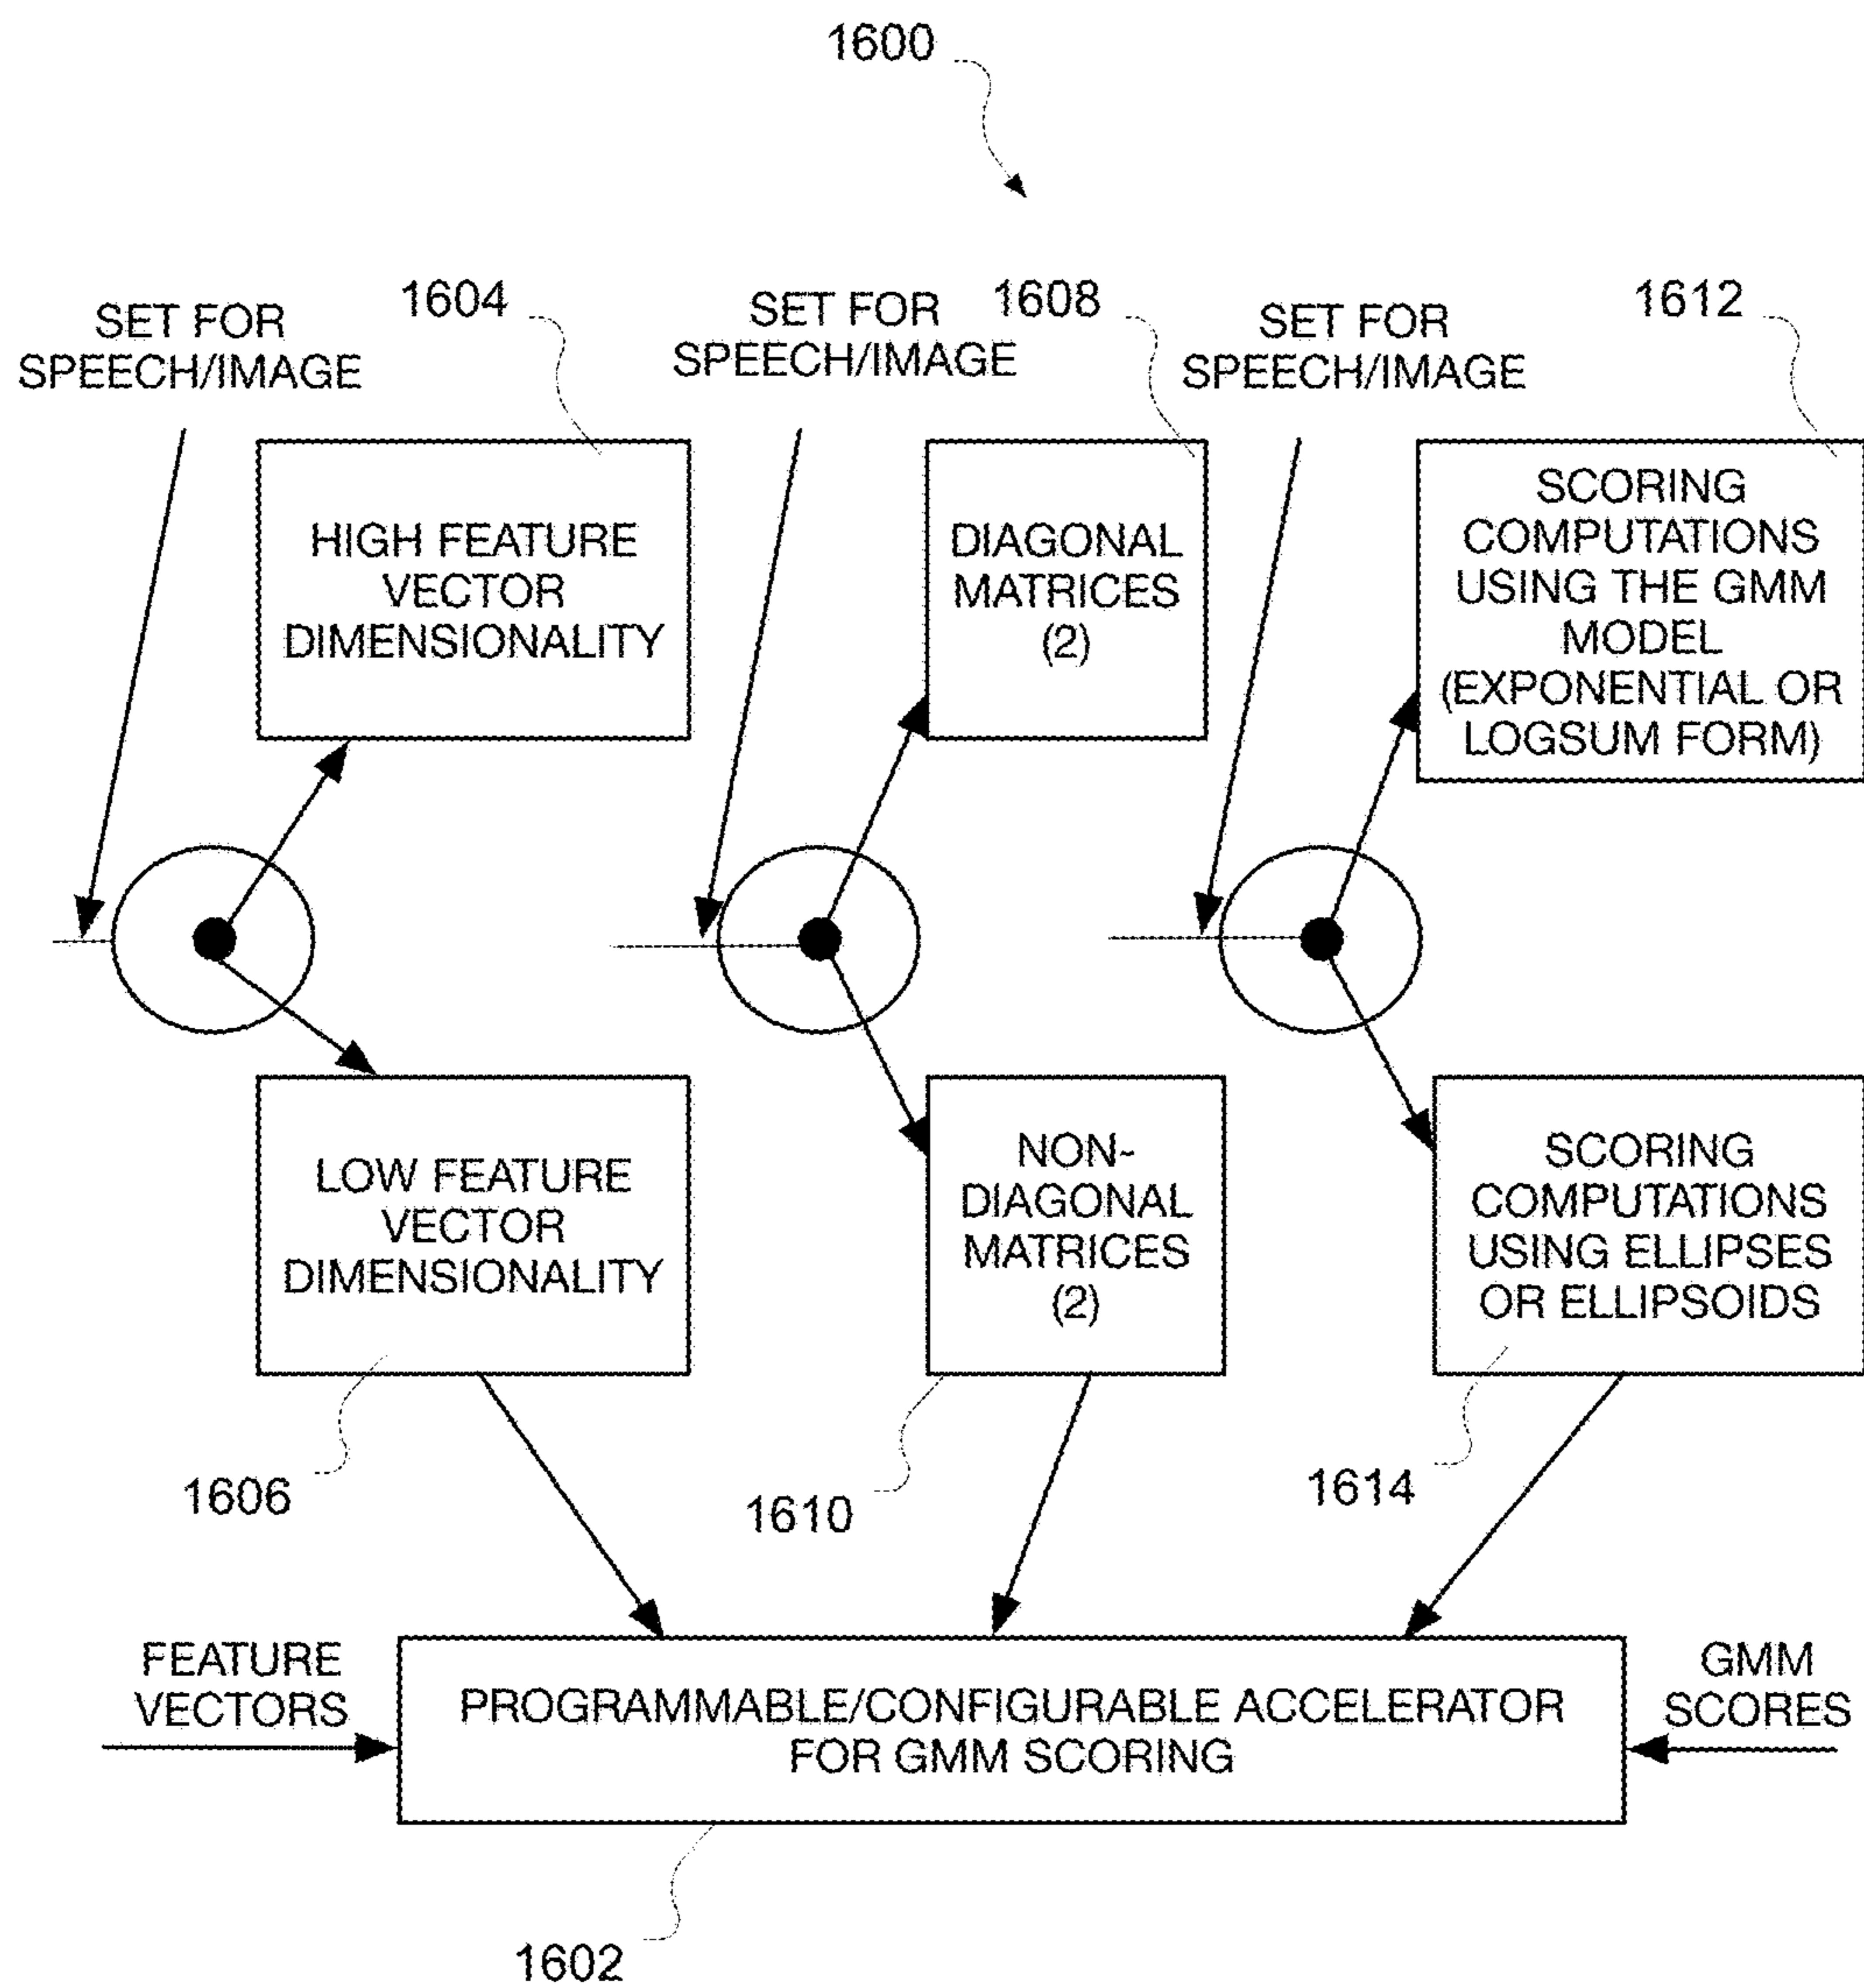 1600
SET FOR
SPEECH/IMAGE
1604
SET FOR
SPEECH/IMAGE
1608
SET FOR
SPEECH/IMAGE
1612
HIGH FEATURE
VECTOR
DIMENSIONALITY
DIAGONAL
MATRICES
(2)
SCORING
COMPUTATIONS
USING THE GMM
MODEL
(EXPONENTIAL OR
LOGSUM FORM)
LOW FEATURE
VECTOR
DIMENSIONALITY
NON-
DIAGONAL
MATRICES
(2)
SCORING
COMPUTATIONS
USING ELLIPSES
OR ELLIPSOIDS
1606
1610
1614
FEATURE
VECTORS
PROGRAMMABLE/CONFIGURABLE ACCELERATOR
FOR GMM SCORING
GMM
SCORES
1602